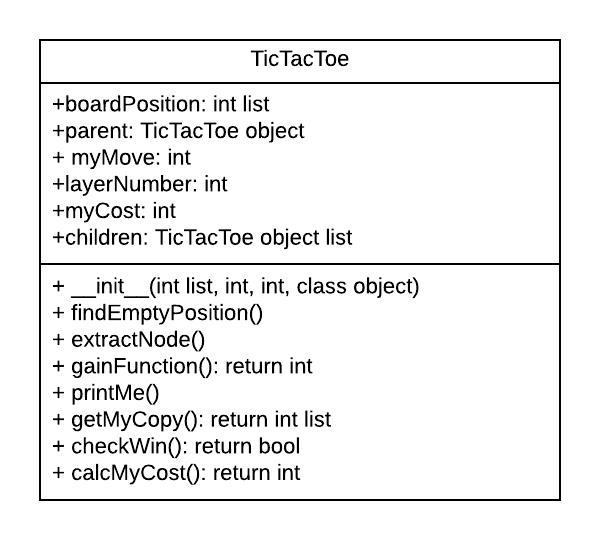 TicTacToe
+boardPosition: int list
+parent: TicTacToe object
+ myMove: int
+layerNumber: int
+myCost: int
+children: TicTacToe object list
+ __init__(int list, int, int, class object)
+ findEmptyPosition()
+ extractNode()
+ gainFunction(): return int
+ printMe()
+ getMyCopy(): return int list
+ checkWin(): return bool
+ calcMyCost(): return int